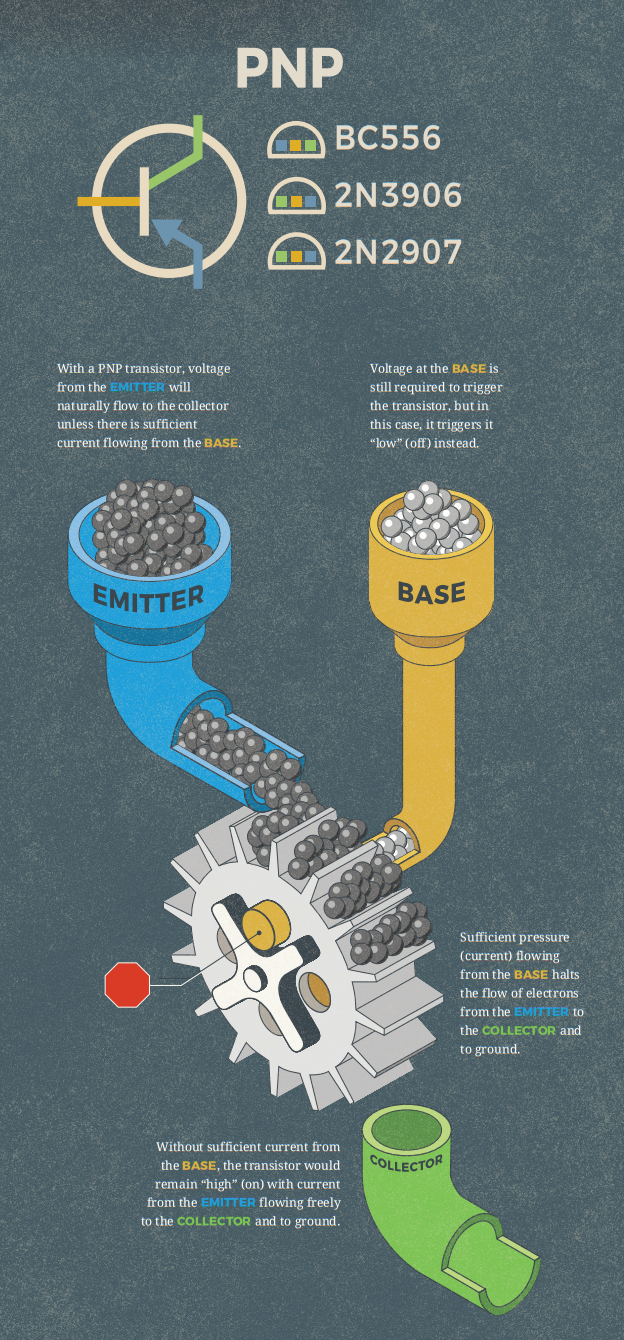 PNP
BC556
2N3906
2N2907
With a PNP transistor, voltage
from the EMITTER will
naturally flow to the collector
unless there is sufficient
current flowing from the BASE.
Voltage at the BASE is
still required to trigger
the transistor, but in
this case, it triggers it
“low” (off) instead.
EMITTER
BASE
Sufficient pressure
(current) flowing
from the BASE halts
the flow of electrons
from the EMITTER to
the COLLECTOR and
to ground.
Without sufficient current from
the BASE, the transistor would
remain “high” (on) with current
from the EMITTER flowing freely
to the COLLECTOR and to ground.
COLLECTOR